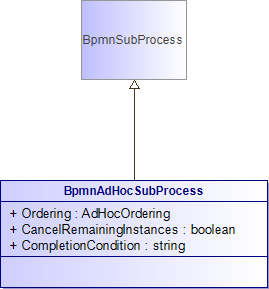 BpmnSubProcess
BpmnAdHocSubProcess
+ Ordering : AdHocOrdering
+ CancelRemainingInstances : boolean
+ CompletionCondition : string